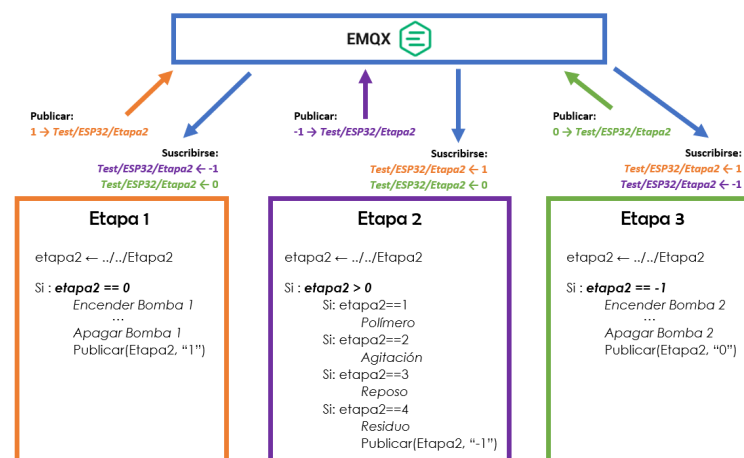 EMQX
Publicar:
1 → Test/ESP32/Etapa2
Suscribirse:
Test/ESP32/Etapa2 ← -1
Test/ESP32/Etapa2 ← 0
Publicar:
-1 → Test/ESP32/Etapa2
Suscribirse:
Test/ESP32/Etapa2 ← 1
Test/ESP32/Etapa2 ← 0
Publicar:
0 → Test/ESP32/Etapa2
Suscribirse:
Test/ESP32/Etapa2 ← 1
Test/ESP32/Etapa2 ← -1
Etapa 1
etapa2 ← ../../Etapa2
Si : etapa2 == 0
Encender Bomba 1
...
Apagar Bomba 1
Publicar(Etapa2, “1”)
Etapa 2
etapa2 ← ../../Etapa2
Si : etapa2 > 0
Si: etapa2==1
Polímero
Si: etapa2==2
Agitación
Si: etapa2==3
Reposo
Si: etapa2==4
Residuo
Publicar(Etapa2, “-1”)
Etapa 3
etapa2 ← ../../Etapa2
Si : etapa2 == -1
Encender Bomba 2
...
Apagar Bomba 2
Publicar(Etapa2, “0”)